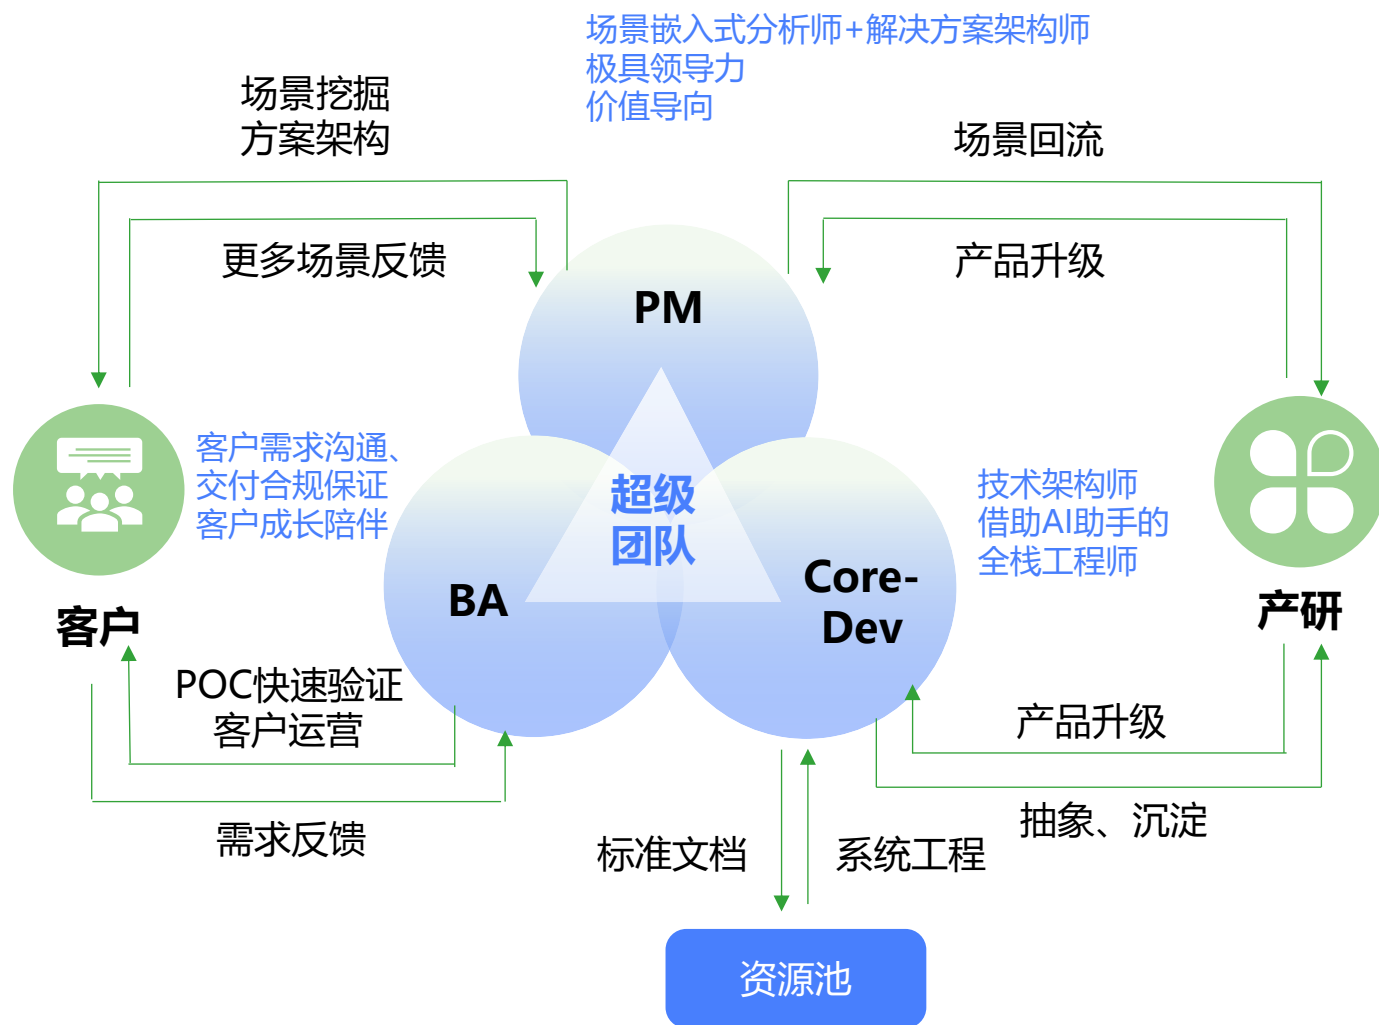 场景嵌入式分析师+解决方案架构师
极具领导力
价值导向
场景挖掘
方案架构
场景回流
更多场景反馈
产品升级
PM
客户需求沟通、
交付合规保证
客户成长陪伴
超级
团队
技术架构师
借助AI助手的
全栈工程师
BA
Core-
Dev
客户
产研
POC快速验证
客户运营
产品升级
需求反馈
抽象、沉淀
标准文档
系统工程
资源池